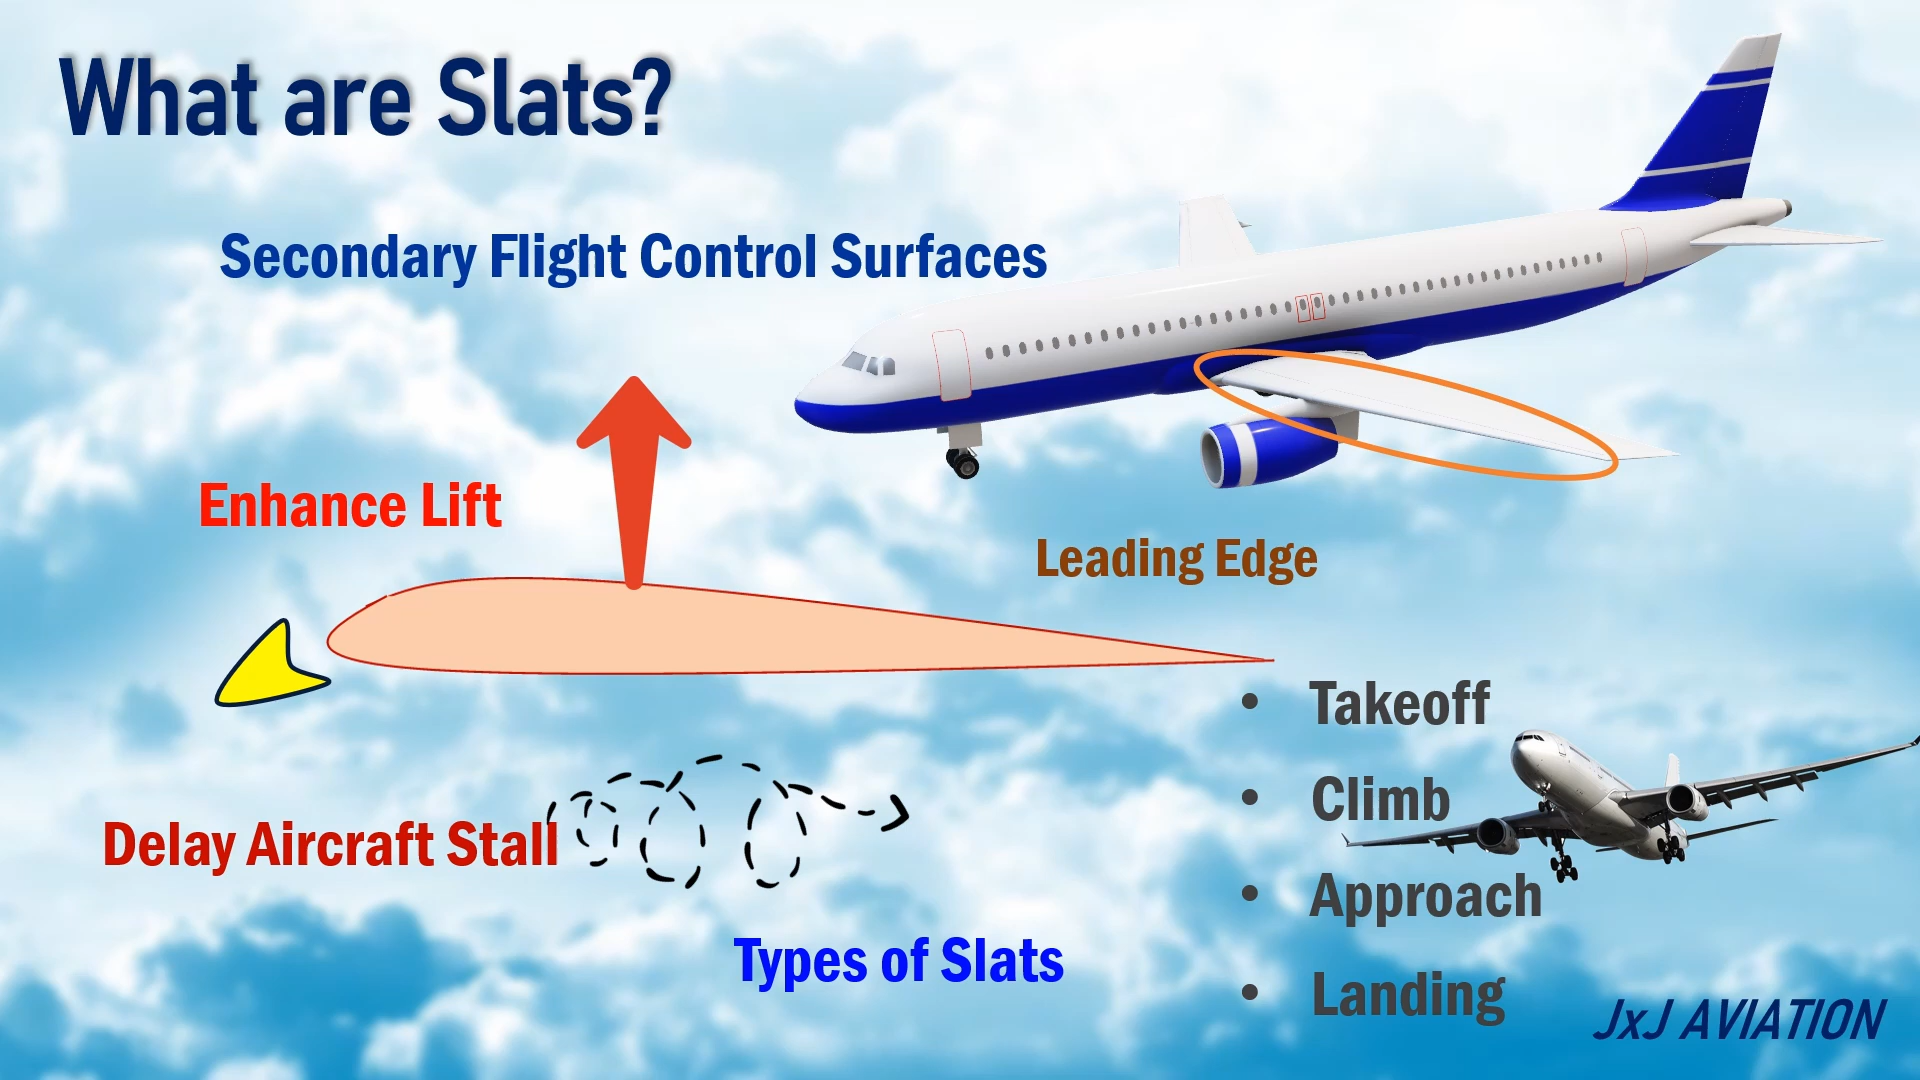 What are Slats?
Secondary Flight Control Surfaces
Enhance Lift
Leading Edge
• Takeoff
• Climb
• Approach
• Landing
Delay Aircraft Stall
Types of Slats
JxJ AVIATION